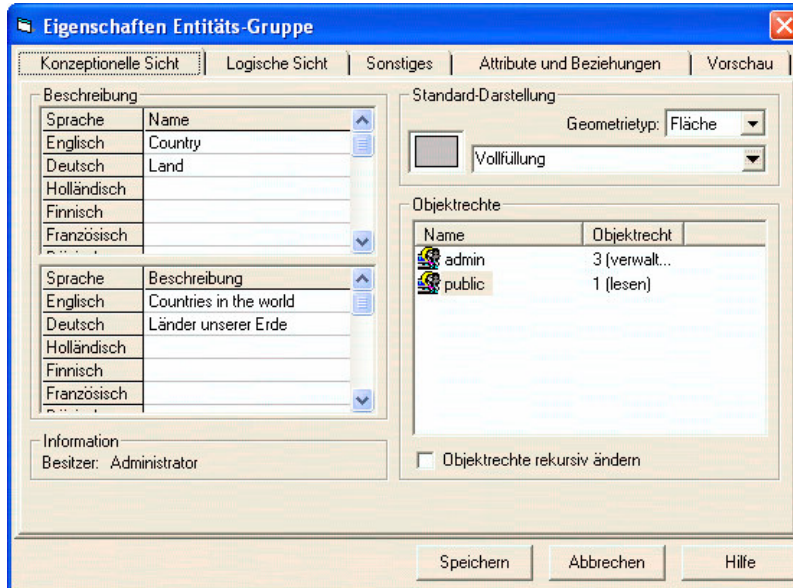 Eigenschaften Entitäts-Gruppe
Konzeptionelle Sicht
Logische Sicht
Sonstiges
Attribute und Beziehungen
Vorschau
Beschreibung
Sprache Name
Englisch Country
Deutsch Land
Holländisch
Finnisch
Französisch
Sprache Beschreibung
Englisch Countries in the world
Deutsch Länder unserer Erde
Holländisch
Finnisch
Französisch
Information
Besitzer: Administrator
Standard-Darstellung
Geometrietyp: Fläche
Vollfüllung
Objektrechte
Name Objektrecht
admin 3 (verwalt...
public 1 (lesen)
Objektrechte rekursiv ändern
Speichern
Abbrechen
Hilfe